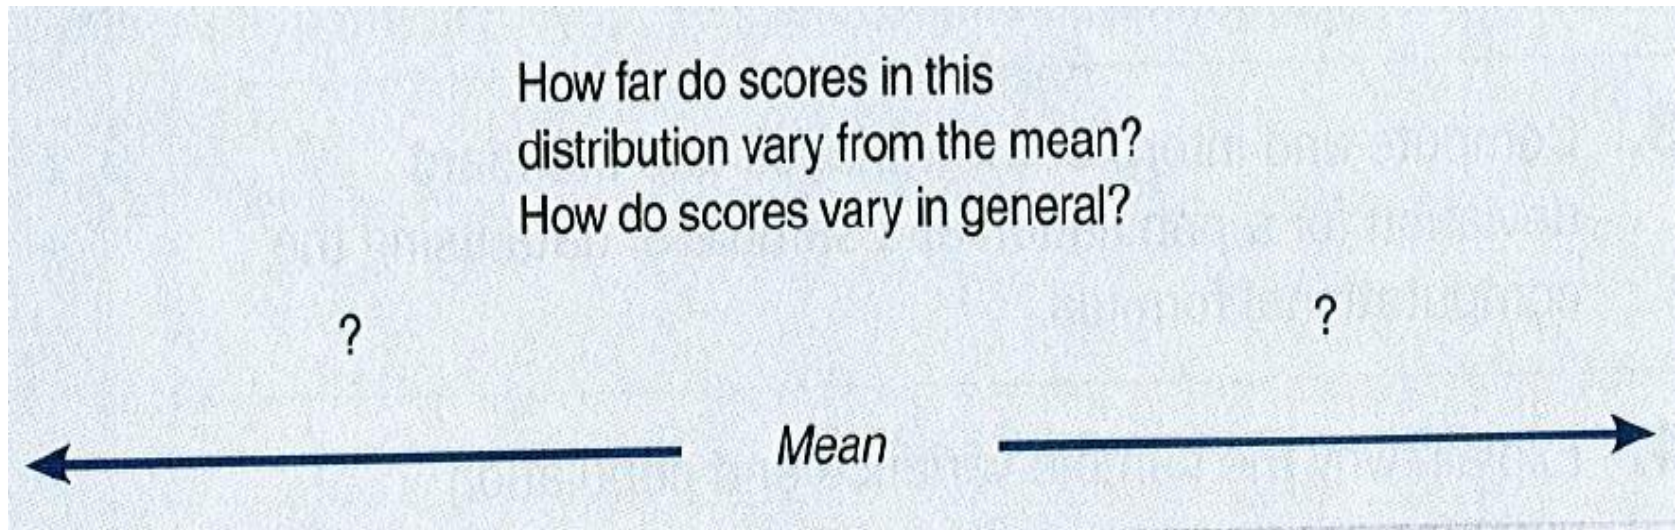 How far do scores in this
distribution vary from the mean?
How do scores vary in general?
? ?
Mean